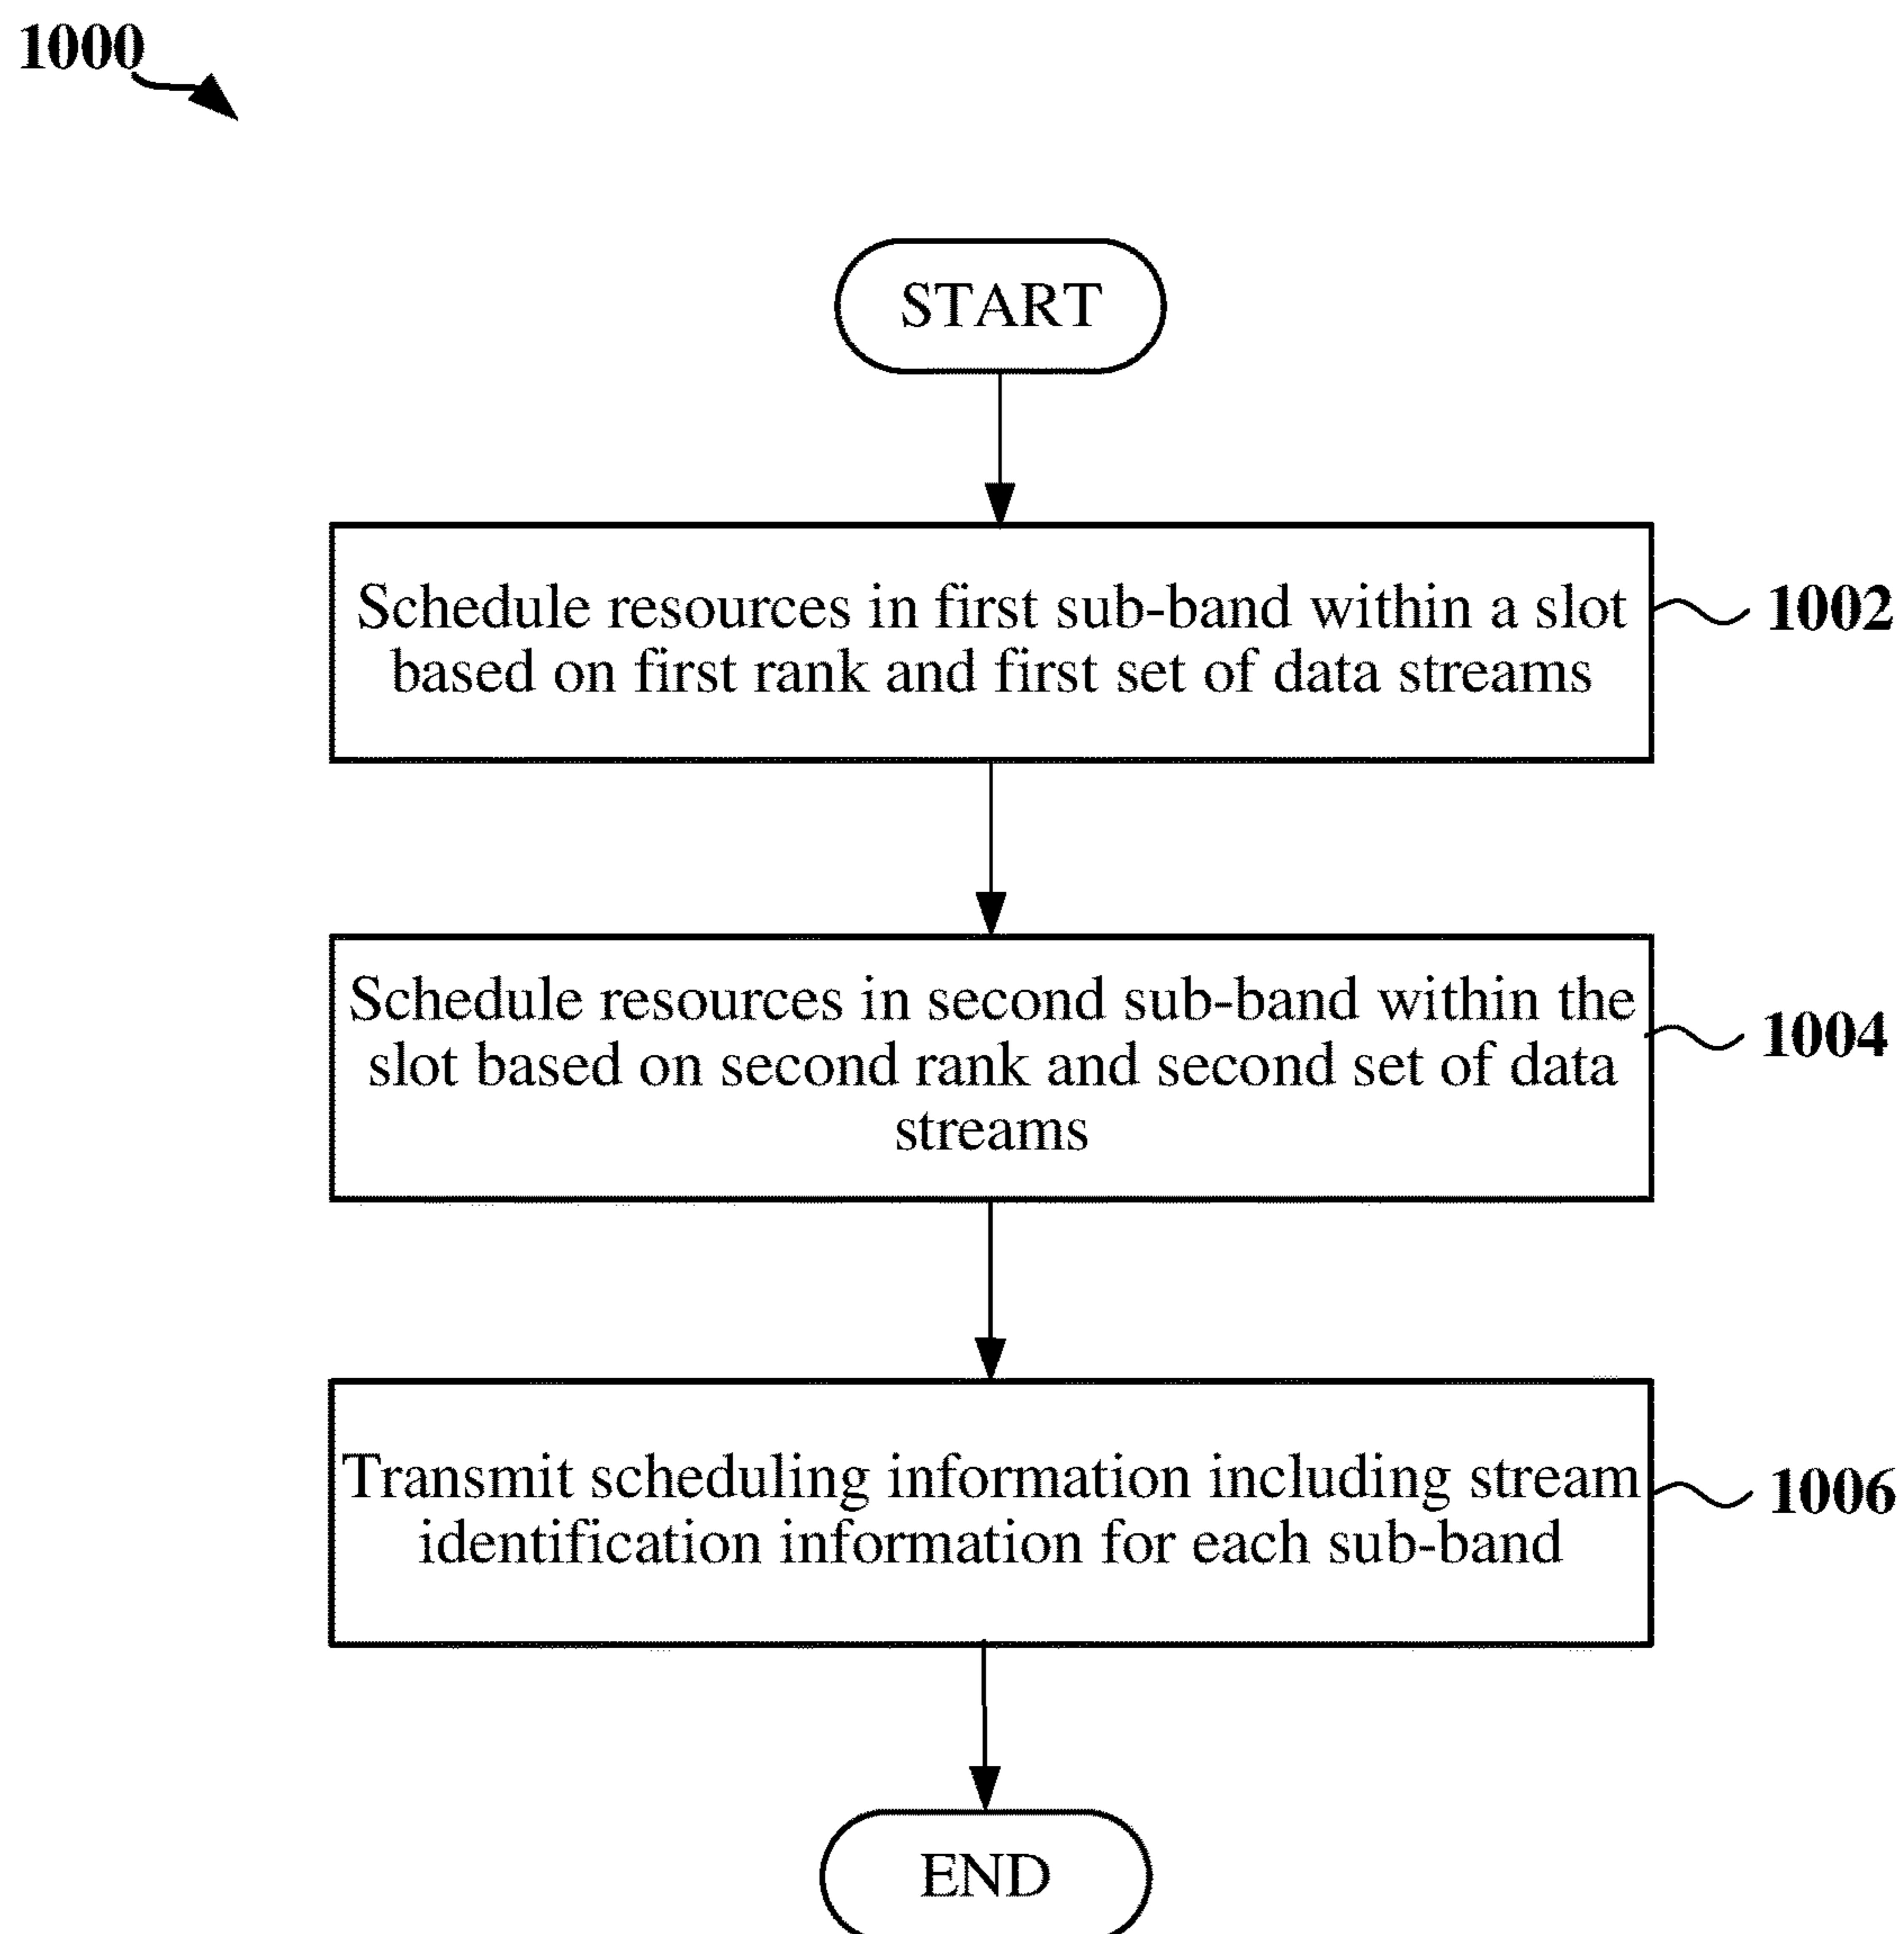 1000
START
Schedule resources in first sub-band within a slot
based on first rank and first set of data streams
1002
Schedule resources in second sub-band within the
slot based on second rank and second set of data
streams
1004
Transmit scheduling information including stream
identification information for each sub-band
1006
END